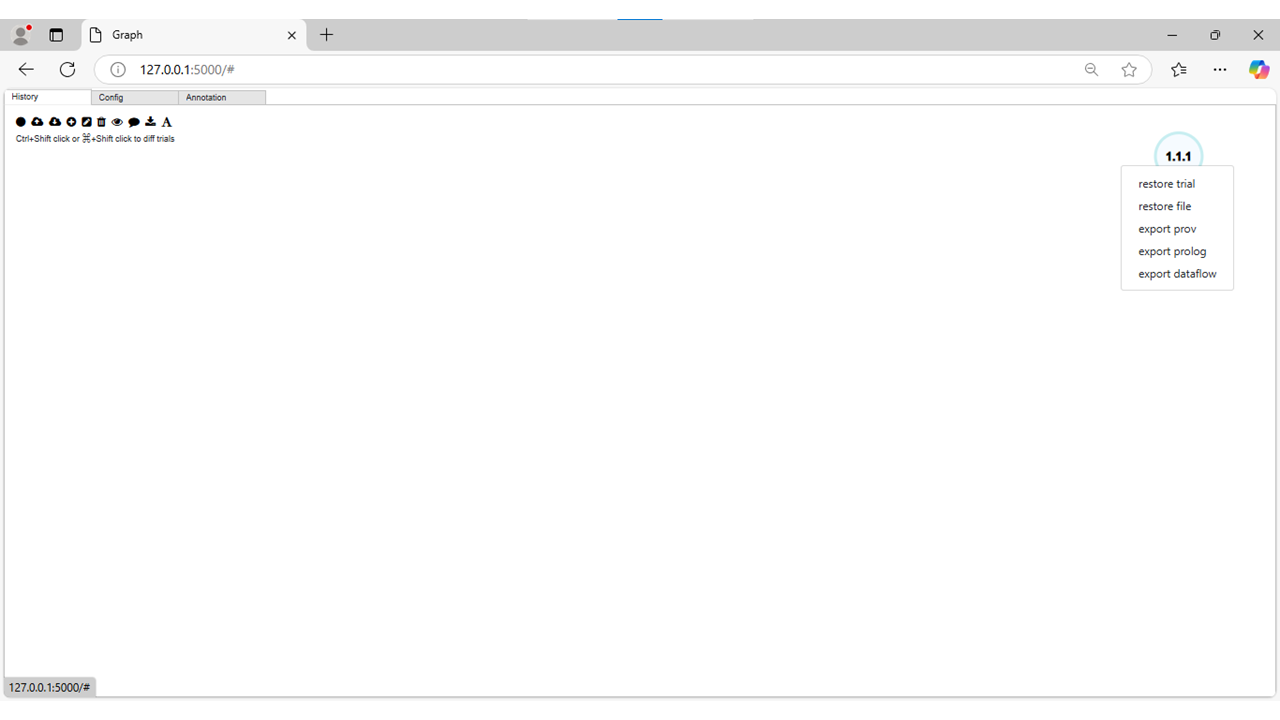 Graph
127.0.0.1:5000/#
History Config Annotation
A
Ctrl+Shift click or ⌘+Shift click to diff trials
1.1.1
restore trial
restore file
export prov
export prolog
export dataflow
127.0.0.1:5000/#